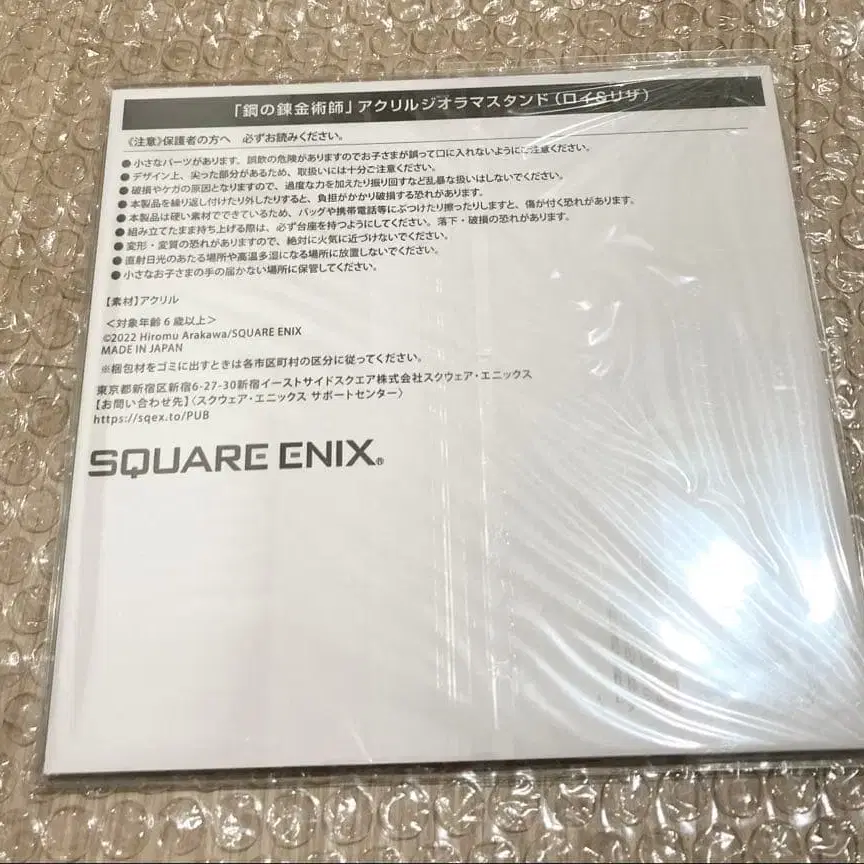 「鋼の錬金術師」アクリルジオラマスタンド(ロイ&リザ)
《注意》保護者の方へ 必ずお読みください。
●小さなパーツがあります。誤飲の危険がありますのでお子さまが誤って口に入れないようにご注意ください。
●デザイン上、尖った部分があるため、取扱いには十分ご注意ください。
●破損やケガの原因となりますので、過度な力を加えたり振り回すなど乱暴な扱いはしないでください。
●本製品を繰り返し付けたり外したりすると、負担がかかり破損する恐れがあります。
●本製品は硬い素材でできているため、バッグや携帯電話等にぶつけたり擦ったりしますと、傷が付く恐れがあります。
●組み立てたまま持ち上げる際は、必ず台座を持つようにしてください。落下・破損の恐れがあります。
●変形・変質の恐れがありますので、絶対に火気に近づけないでください。
●直射日光のあたる場所や高温多湿になる場所に放置しないでください。
●小さなお子さまの手の届かない場所に保管してください。
【素材】アクリル
<対象年齢6歳以上>
©2022 Hiromu Arakawa/SQUARE ENIX
MADE IN JAPAN
※梱包材をゴミに出すときは各市区町村の区分に従ってください。
東京都新宿区新宿6-27-30新宿イーストサイドスクエア株式会社スクウェア・エニックス
【お問い合わせ先】〈スクウェア・エニックス サポートセンター〉
https://sqex.to/PUB
SQUARE ENIX®